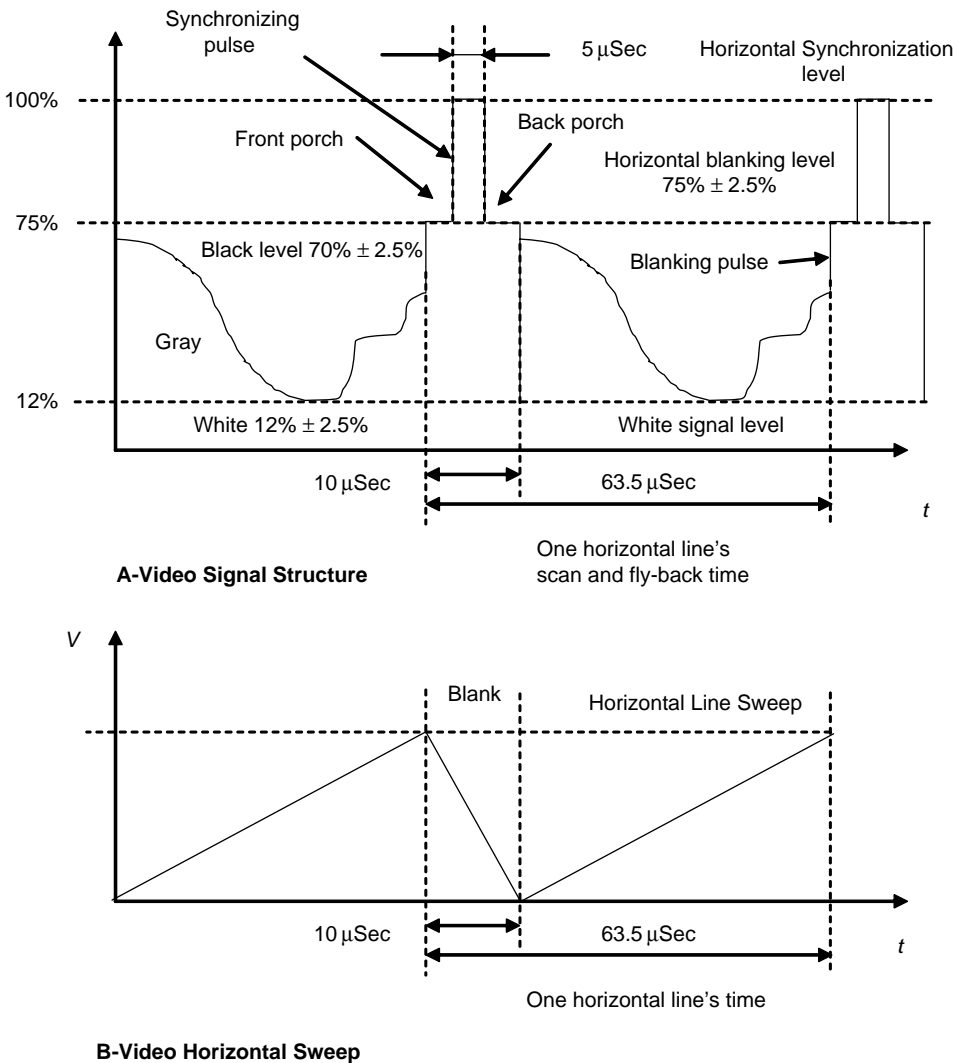 Synchronizing
pulse
5 μSec
Horizontal Synchronization
level
100%
Front porch
Back porch
Horizontal blanking level
75% ± 2.5%
75%
Black level 70% ± 2.5%
Blanking pulse
Gray
12%
White 12% ± 2.5%
White signal level
10 μSec
63.5 μSec
t
One horizontal line's
scan and fly-back time
A-Video Signal Structure
V
Blank
Horizontal Line Sweep
10 μSec
63.5 μSec
t
One horizontal line's time
B-Video Horizontal Sweep